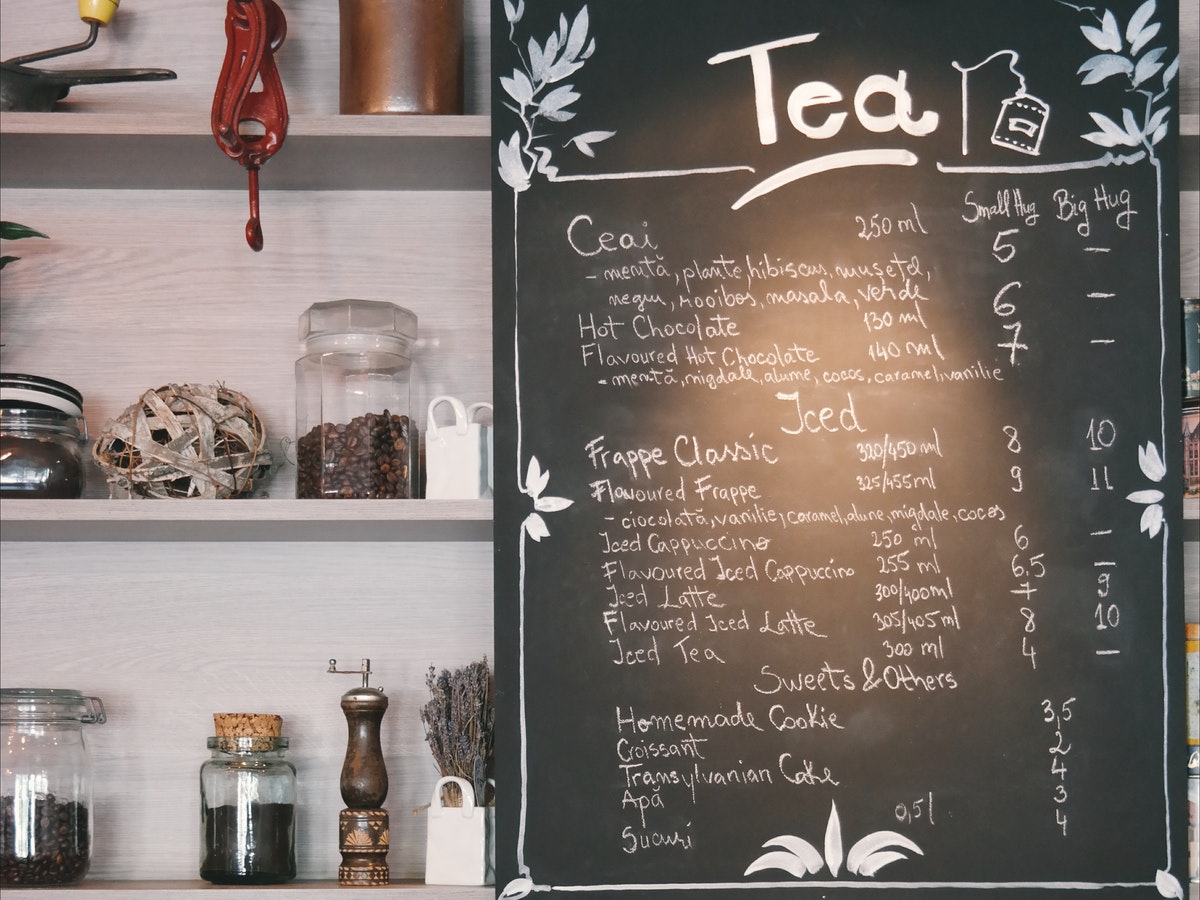 Tea
Small Hug Big Hug
Ceai 250 ml 5 –
- mentă, plante, hibiscus, mușețel,
negru, rooibos, masala, verde
Hot Chocolate 130 ml 6 –
Flavoured Hot Chocolate 140 ml 7 –
- mentă, migdale, alune, cocos, caramel, vanilie
Iced
Frappe Classic 320/450 ml 8 10
Flavoured Frappe 325/455ml 9 11
- ciocolată, vanilie, caramel, alune, migdale, cocos
Iced Cappuccino 250 ml 6 –
Flavoured Iced Cappuccino 255 ml 6.5 –
Iced Latte 300/400ml 7 9
Flavoured Iced Latte 305/405 ml 8 10
Iced Tea 300 ml 4 –
Sweets & Others
Homemade Cookie 3,5
Croissant 2
Transylvanian Cake 4
Apă 3
Sucuri 0,5 l 4